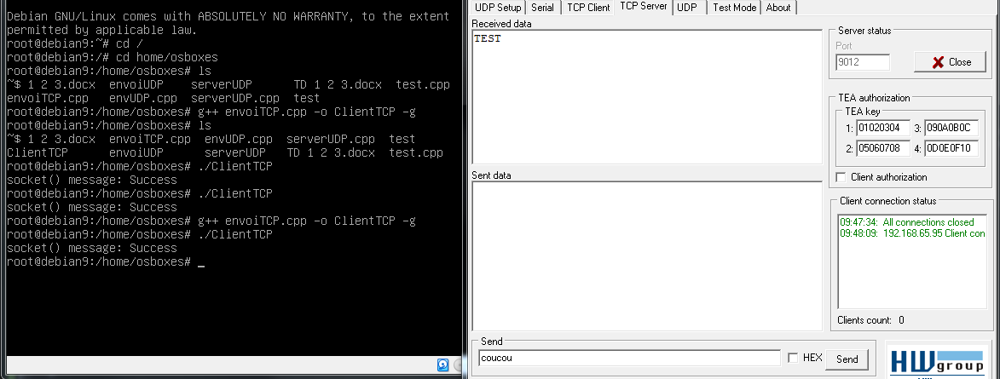 Debian GNU/Linux comes with ABSOLUTELY NO WARRANTY, to the extent
permitted by applicable law.
root@debian9:~# cd /
root@debian9:/# cd home/osboxes
root@debian9:/home/osboxes# ls
~$ 1 2 3.docx  envoiUDP    serverUDP      TD 1 2 3.docx  test.cpp
envoiTCP.cpp  envUDP.cpp  serverUDP.cpp  test
root@debian9:/home/osboxes# g++ envoiTCP.cpp -o ClientTCP -g
root@debian9:/home/osboxes# ls
~$ 1 2 3.docx  envoiTCP.cpp  envUDP.cpp  serverUDP.cpp  test
ClientTCP      envoiUDP      serverUDP   TD 1 2 3.docx  test.cpp
root@debian9:/home/osboxes# ./ClientTCP
socket() message: Success
root@debian9:/home/osboxes# ./ClientTCP
socket() message: Success
root@debian9:/home/osboxes# g++ envoiTCP.cpp -o ClientTCP -g
root@debian9:/home/osboxes# ./ClientTCP
socket() message: Success
root@debian9:/home/osboxes# _
UDP Setup Serial TCP Client TCP Server UDP Test Mode About
Received data
TEST
Sent data
Send
coucou
HEX Send
Server status
Port
9012 Close
TEA authorization
TEA key
1: 01020304 3: 090A0B0C
2: 05060708 4: 0D0E0F10
Client authorization
Client connection status
09:47:34: All connections closed
09:48:09: 192.168.65.95 Client con
Clients count: 0
HW group